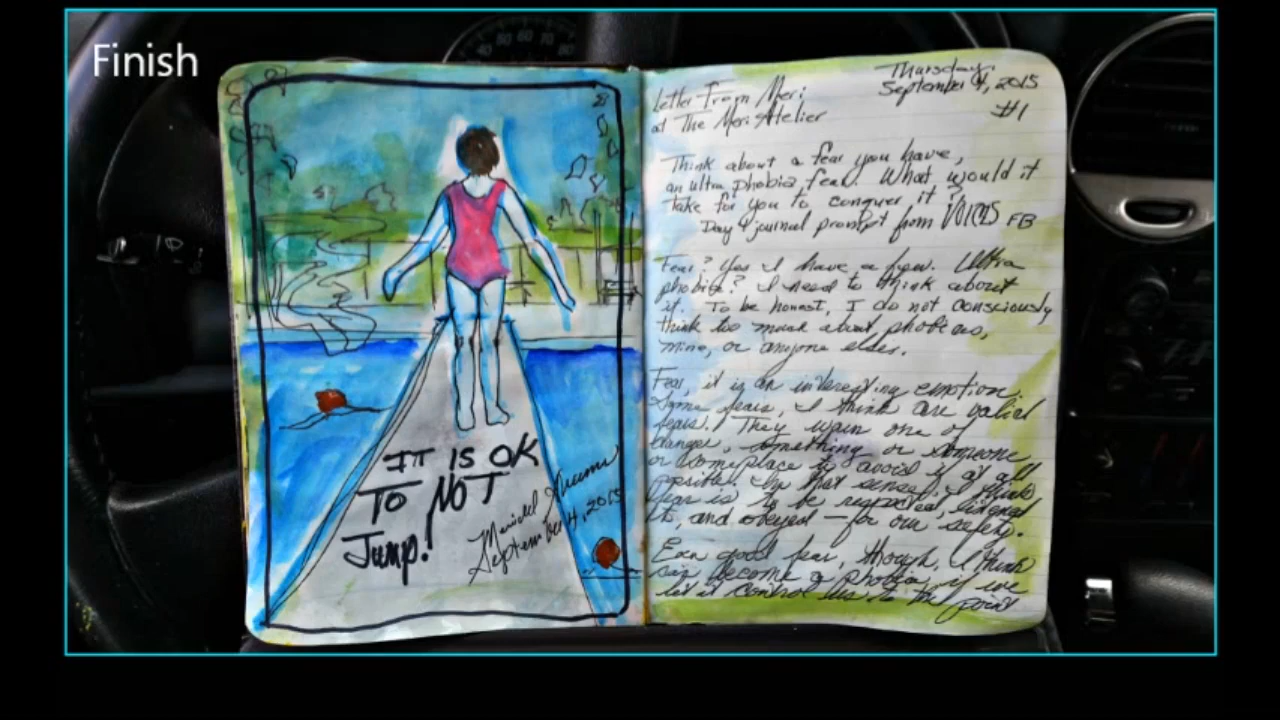 Finish
IT IS OK
TO NOT
Jump!
September 4, 2015
Thursday,
September 4, 2015
Letter From Meri
at The Meri Atelier
#1
Think about a fear you have,
an ultra phobia fear. What would it
take for you to conquer it?
Day 4 journal prompt from VOICES FB
Fear? Yes I have a few. Ultra
phobia? I need to think about
it. To be honest, I do not consciously
think too much about phobias,
mine, or anyone elses.
Fear, it is an interesting emotion.
Some fears, I think are valid
fears. They warn one of
danger, something or someone
or someplace to avoid if at all
possible. In that sense, I think
fear is to be respected, listened
to, and obeyed - for our safety.
Even good fear, though, I think
can become a phobia if we
let it control us to the point